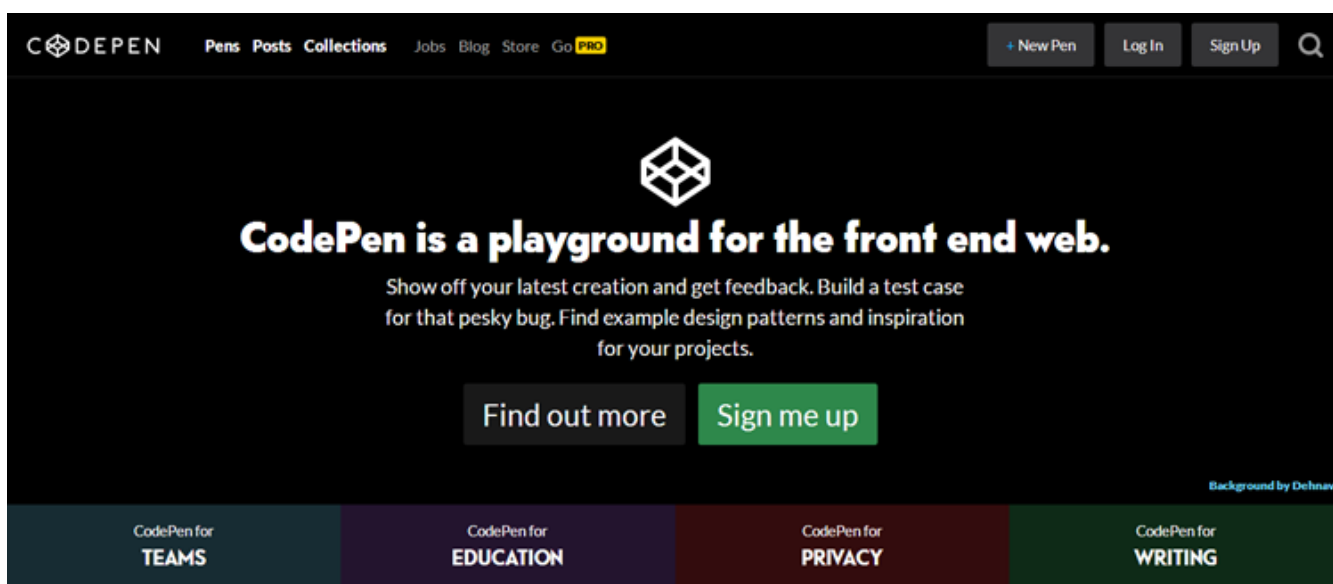 CODEPEN Pens Posts Collections Jobs Blog Store Go PRO + New Pen Log In Sign Up
CodePen is a playground for the front end web.
Show off your latest creation and get feedback. Build a test case
for that pesky bug. Find example design patterns and inspiration
for your projects.
Find out more Sign me up
Background by
CodePen for CodePen for CodePen for CodePen for
TEAMS EDUCATION PRIVACY WRITING